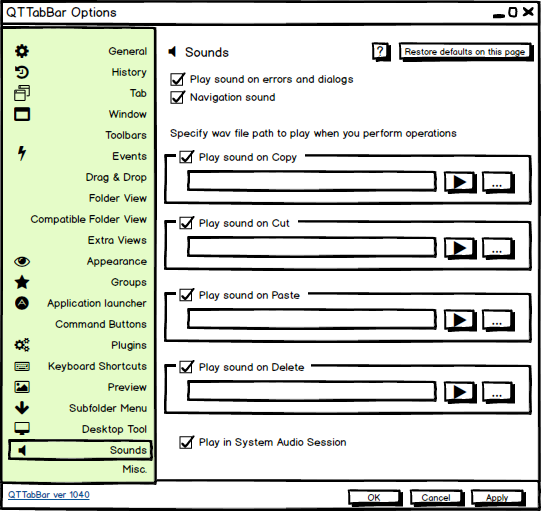 QTTabBar Options
General
History
Tab
Window
Toolbars
Events
Drag & Drop
Folder View
Compatible Folder View
Extra Views
Appearance
Groups
Application launcher
Command Buttons
Plugins
Keyboard Shortcuts
Preview
Subfolder Menu
Desktop Tool
Sounds
Misc.
QTTabBar ver 1040
Sounds
?
Restore defaults on this page
Play sound on errors and dialogs
Navigation sound
Specify wav file path to play when you perform operations
Play sound on Copy
...
Play sound on Cut
...
Play sound on Paste
...
Play sound on Delete
...
Play in System Audio Session
OK
Cancel
Apply